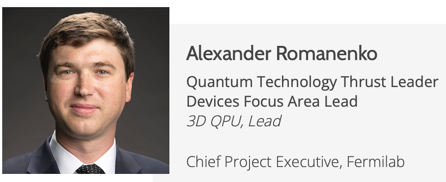 Alexander Romanenko
Quantum Technology Thrust Leader
Devices Focus Area Lead
3D QPU, Lead
Chief Project Executive, Fermilab